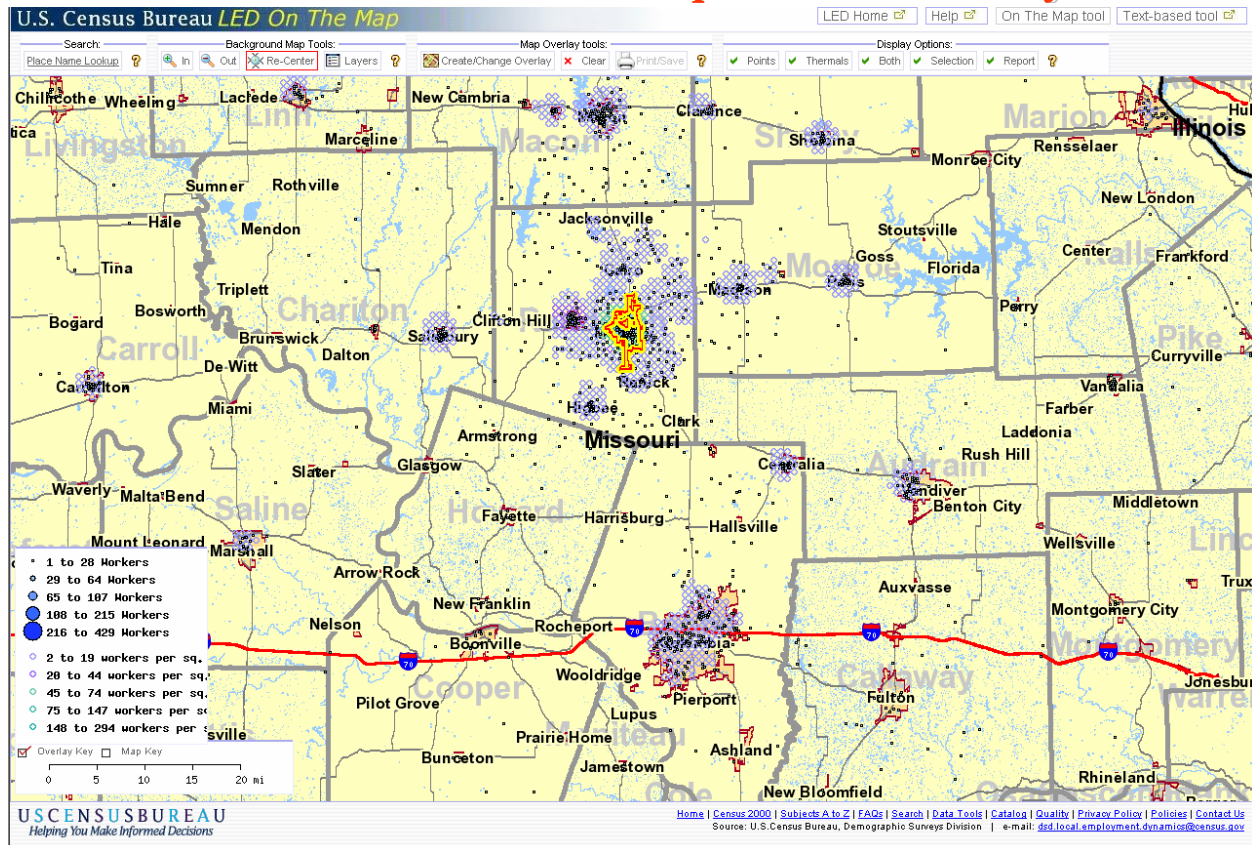 U.S. Census Bureau LED On The Map
LED Home Help On The Map tool Text-based tool
Search: Background Map Tools: Map Overlay tools: Display Options:
Place Name Lookup ? In Out Re-Center Layers ? Create/Change Overlay Clear Print/Save ? Points Thermals Both Selection Report ?
Chillicothe Wheeling Laclede New Cambria Clarence
Linn Macon Shelby Marion Illinois
Livingston Marceline Shelbina Rensselaer
Monroe City
Sumner Rothville New London
Hale Mendon Jacksonville Stoutsville
Tina Cairo Goss Center Ralls Frankford
Triplett Madison Monroe Paris Florida
Bosworth Chariton Perry
Bogard Brunswick Salisbury Clifton Hill Pike
Carroll Dalton Curryville
De Witt
Carrollton Renick Vandalia
Miami Higbee Farber
Armstrong Clark Laddonia
Missouri
Slater Glasgow Centralia Audrain Rush Hill
Waverly Malta Bend Vandiver
Saline Howard Benton City Middletown
Fayette Harrisburg Hallsville
Mount Leonard Marshall Wellsville
Arrow Rock Auxvasse
New Franklin Montgomery City
Nelson Rocheport 70 70
Boonville 70 70 Montgomery
Cooper Wooldridge Callaway
Pilot Grove Pierpont Fulton
Lupus
Prairie Home Moniteau Ashland
Bunceton Jamestown
Rhineland
Cole New Bloomfield
1 to 28 Workers
29 to 64 Workers
65 to 107 Workers
108 to 215 Workers
216 to 429 Workers
2 to 19 workers per sq.
20 to 44 workers per sq.
45 to 74 workers per sq.
75 to 147 workers per s
148 to 294 workers per s
Overlay Key Map Key
0 5 10 15 20 mi
USCENSUSBUREAU
Helping You Make Informed Decisions
Home | Census 2000 | Subjects A to Z | FAQs | Search | Data Tools | Catalog | Quality | Privacy Policy | Policies | Contact Us
Source: U.S.Census Bureau, Demographic Surveys Division | e-mail: dsd.local.employment.dynamics@census.gov